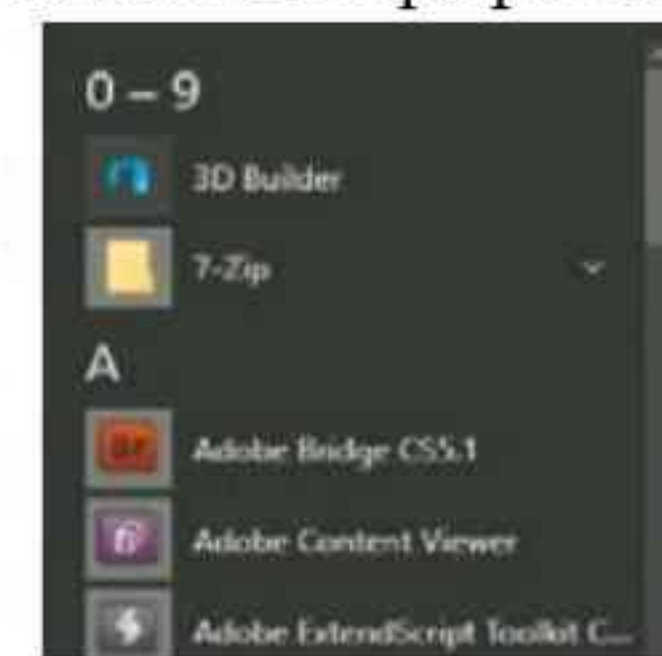 0 – 9
3D Builder
7-Zip
A
Adobe Bridge CS5.1
Adobe Content Viewer
Adobe ExtendScript Toolkit C...